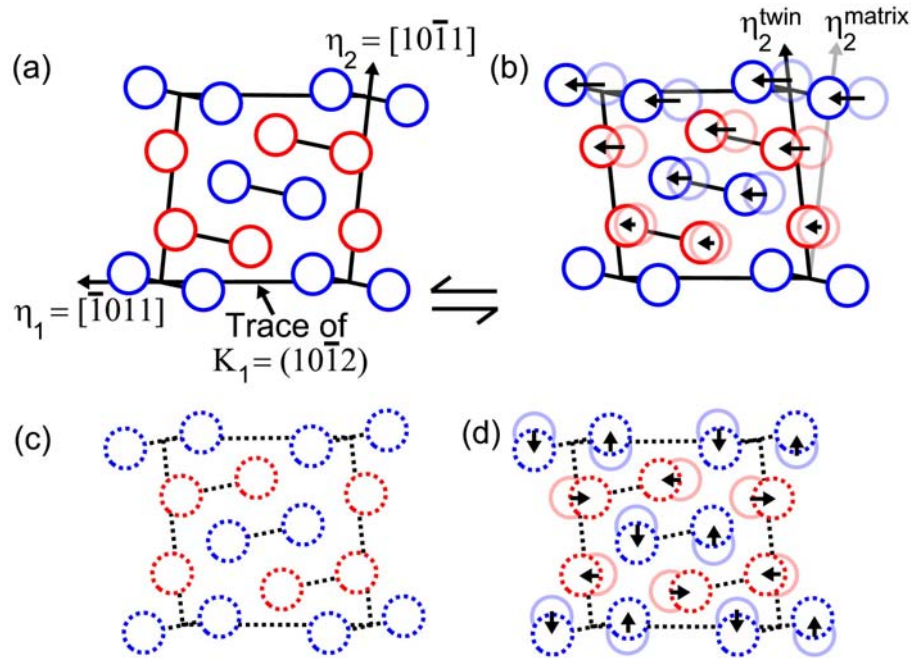 (a)
η₂ = [101̅1]
(b)
η₂ᵗʷⁱⁿ
η₂ᵐᵃᵗʳⁱˣ
η₁ = [1̅011]
Trace of
K₁ = (101̅2)
(c)
(d)